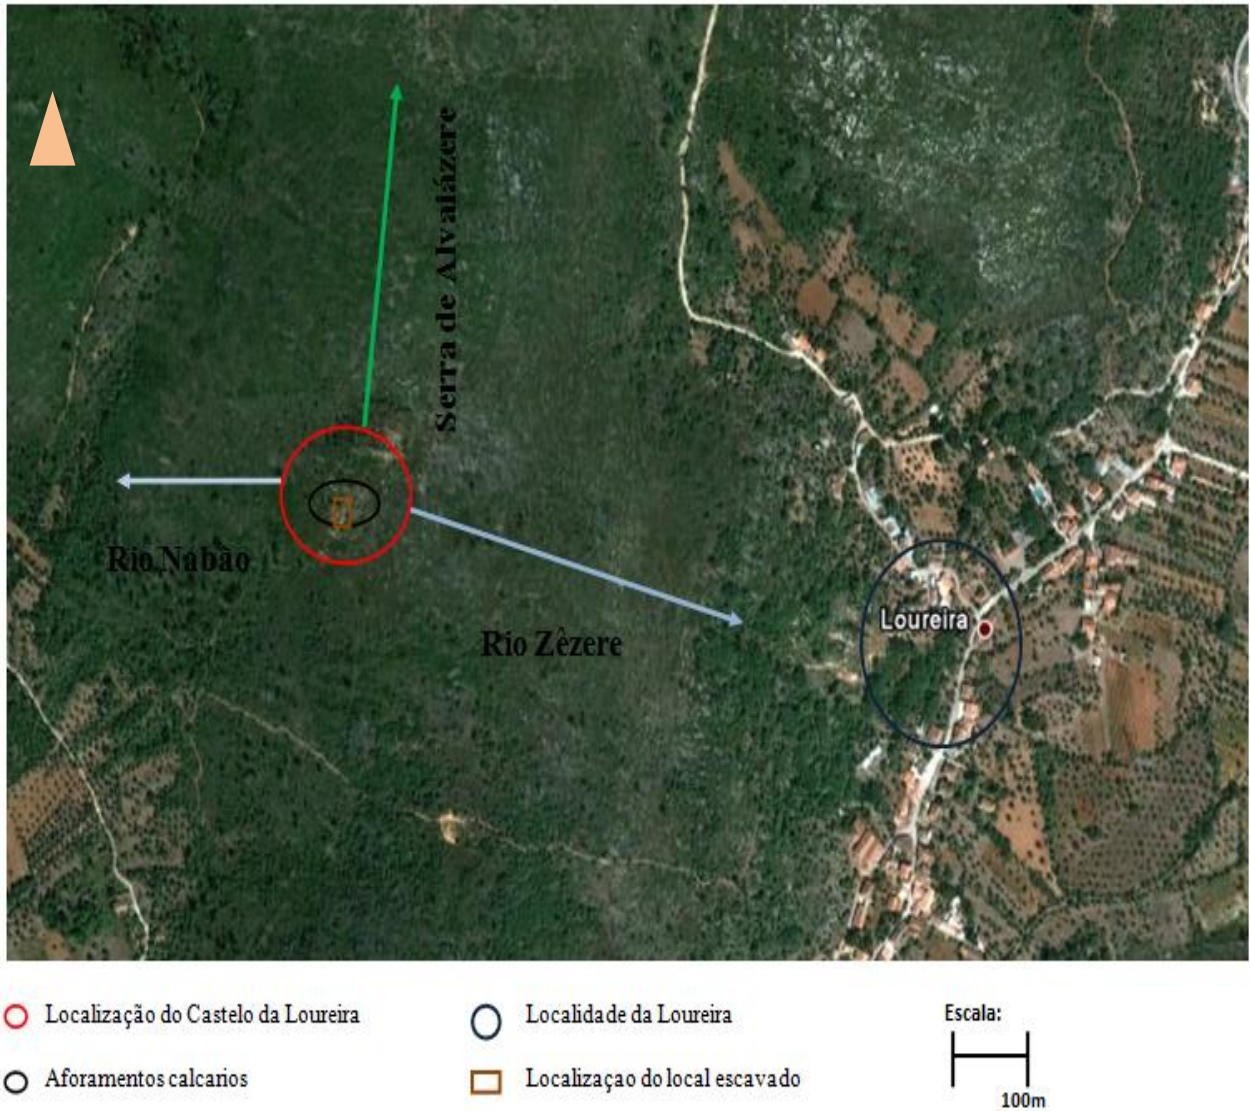 Serra de Alvaiázere
Rio Nabão
Rio Zêzere
Loureira
Localização do Castelo da Loureira
Localidade da Loureira
Escala:
Aforamentos calcarios
Localizaçao do local escavado
100m